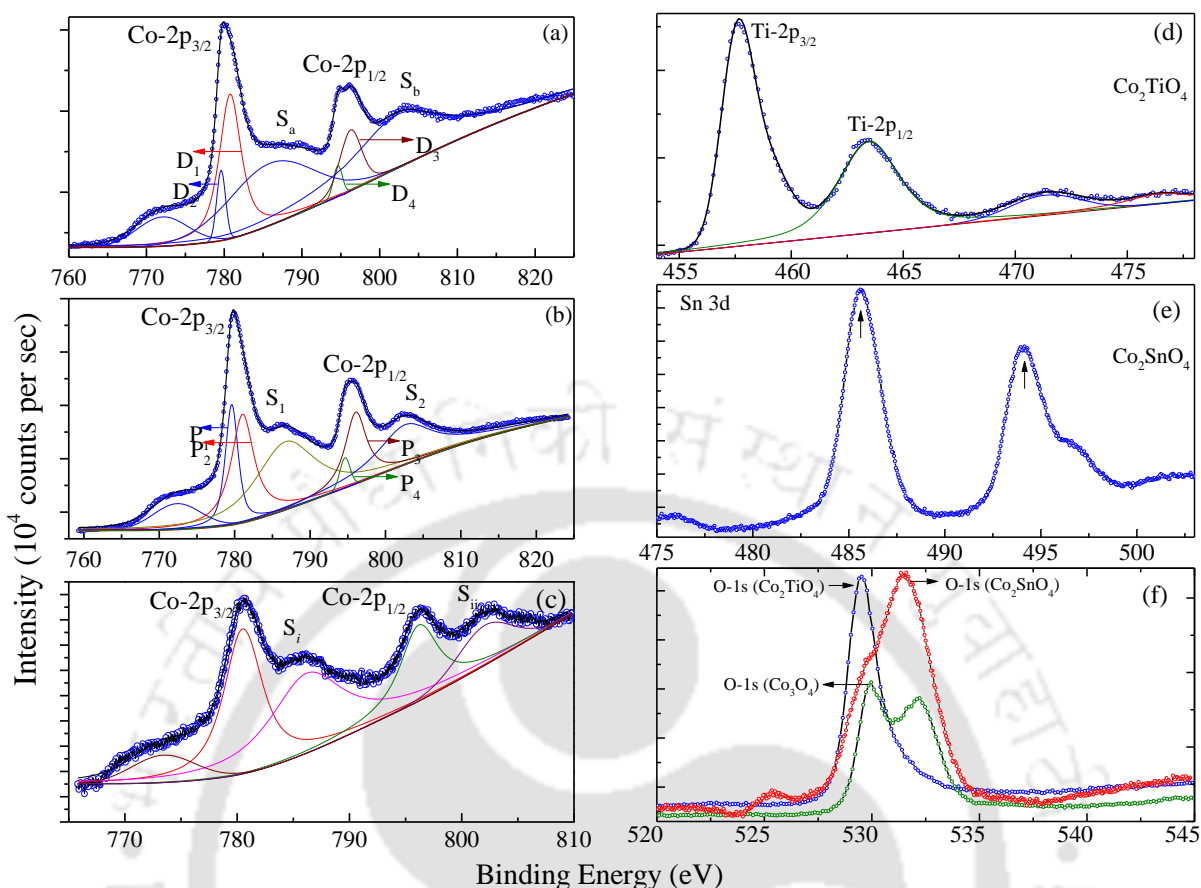 Intensity (10⁴ counts per sec)
Binding Energy (eV)
(a)
Co-2p3/2
Co-2p1/2
Sa
Sb
D1
D2
D3
D4
760 770 780 790 800 810 820
(b)
Co-2p3/2
Co-2p1/2
S1
S2
P1
P2
P3
P4
760 770 780 790 800 810 820
(c)
Co-2p3/2
Co-2p1/2
Si
Sii
770 780 790 800 810
(d)
Ti-2p3/2
Ti-2p1/2
Co2TiO4
455 460 465 470 475
(e)
Sn 3d
Co2SnO4
475 480 485 490 495 500
(f)
O-1s (Co2TiO4)
O-1s (Co2SnO4)
O-1s (Co3O4)
520 525 530 535 540 545